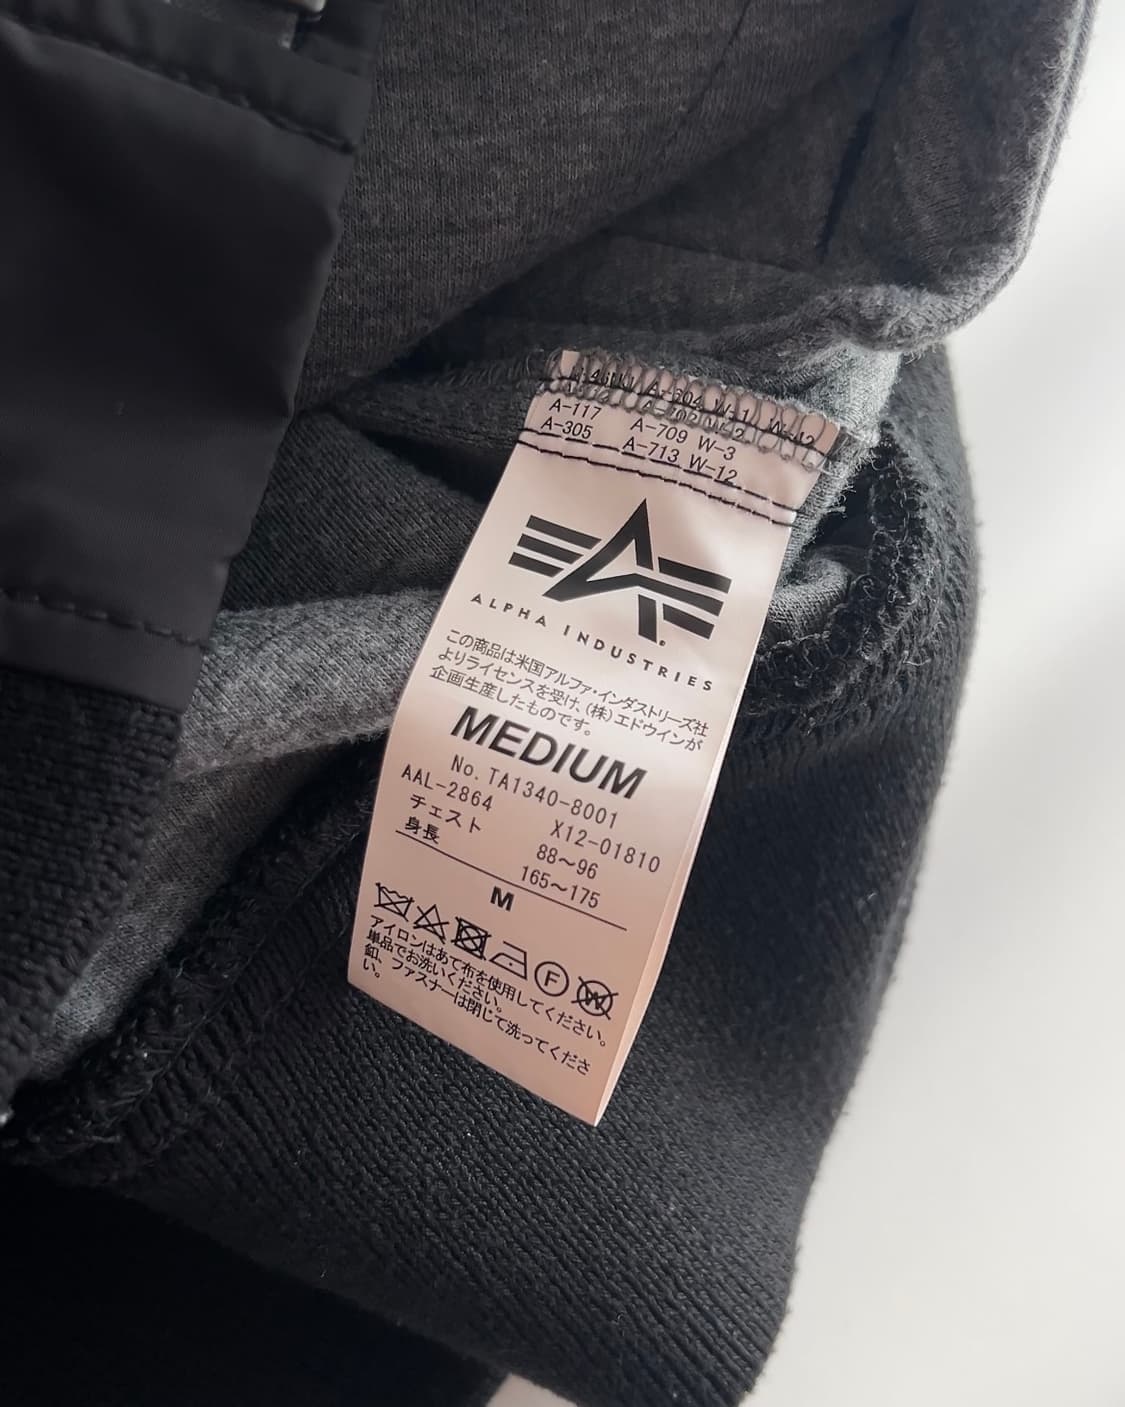 A-604 W-1 W-12
A-702 W-2
A-117 A-709 W-3
A-305 A-713 W-12
ALPHA INDUSTRIES
この商品は米国アルファ・インダストリーズ社
よりライセンスを受け、(株)エドウインが
企画生産したものです。
MEDIUM
No. TA1340-8001
AAL-2864 X12-01810
チェスト 88～96
身長 165～175
M
F W
アイロンはあて布を使用してください。
単品でお洗いください。
釦、ファスナーは閉じて洗ってくださ
い。